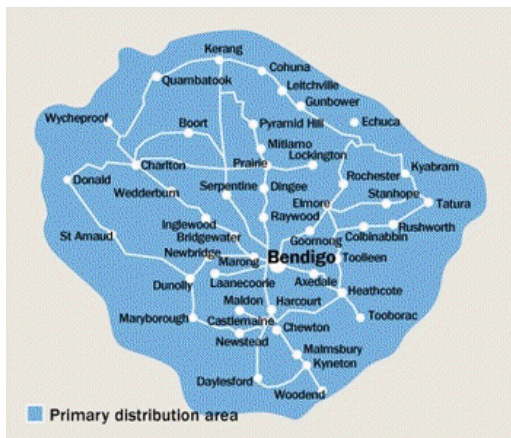 Kerang
Cohuna
Quambatook
Leitchville
Gunbower
Wycheproof
Boort
Pyramid Hill
Echuca
Mitiamo
Lockington
Charlton
Prairie
Kyabram
Donald
Rochester
Wedderburn
Serpentine
Dingee
Stanhope
Elmore
Tatura
Inglewood
Raywood
Rushworth
St Arnaud
Bridgewater
Goornong
Colbinabbin
Newbridge
Marong
Bendigo
Toolleen
Dunolly
Laanecoorie
Axedale
Heathcote
Maldon
Harcourt
Maryborough
Castlemaine
Tooborac
Chewton
Newstead
Malmsbury
Kyneton
Daylesford
Woodend
Primary distribution area